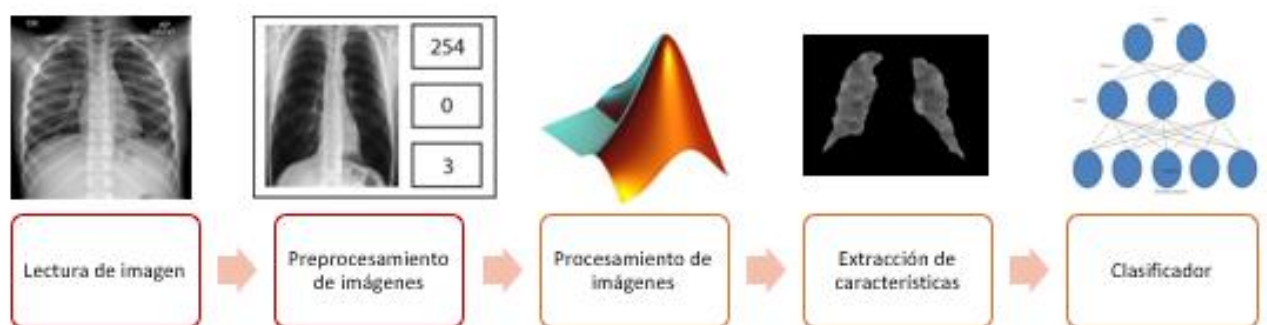 254
0
3
Lectura de imagen
Preprocesamiento
de imágenes
Procesamiento de
imágenes
Extracción de
características
Clasificador